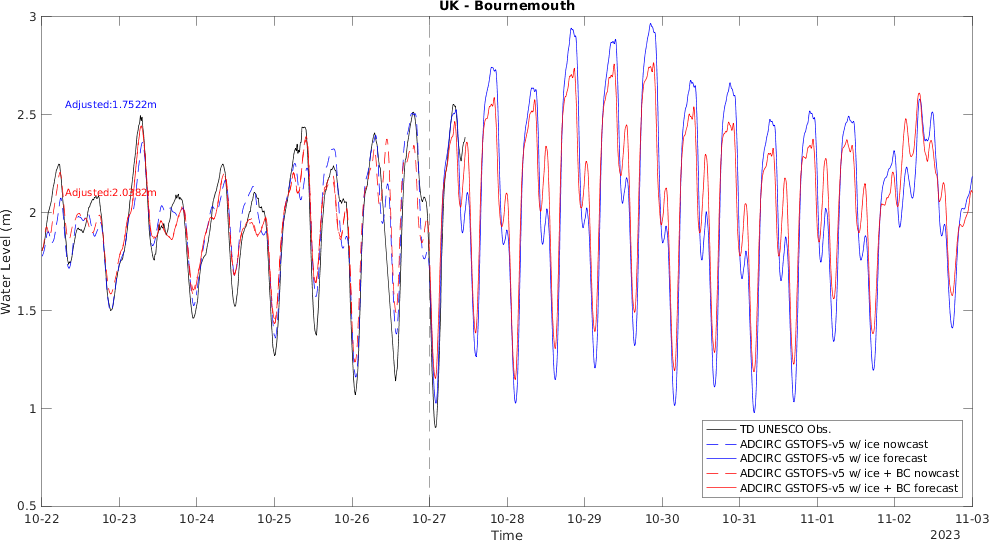 UK - Bournemouth
3
2.5
2
1.5
1
0.5
Water Level (m)
Adjusted:1.7522m
Adjusted:2.0382m
TD UNESCO Obs.
ADCIRC GSTOFS-v5 w/ ice nowcast
ADCIRC GSTOFS-v5 w/ ice forecast
ADCIRC GSTOFS-v5 w/ ice + BC nowcast
ADCIRC GSTOFS-v5 w/ ice + BC forecast
10-22 10-23 10-24 10-25 10-26 10-27 10-28 10-29 10-30 10-31 11-01 11-02 11-03
Time
2023